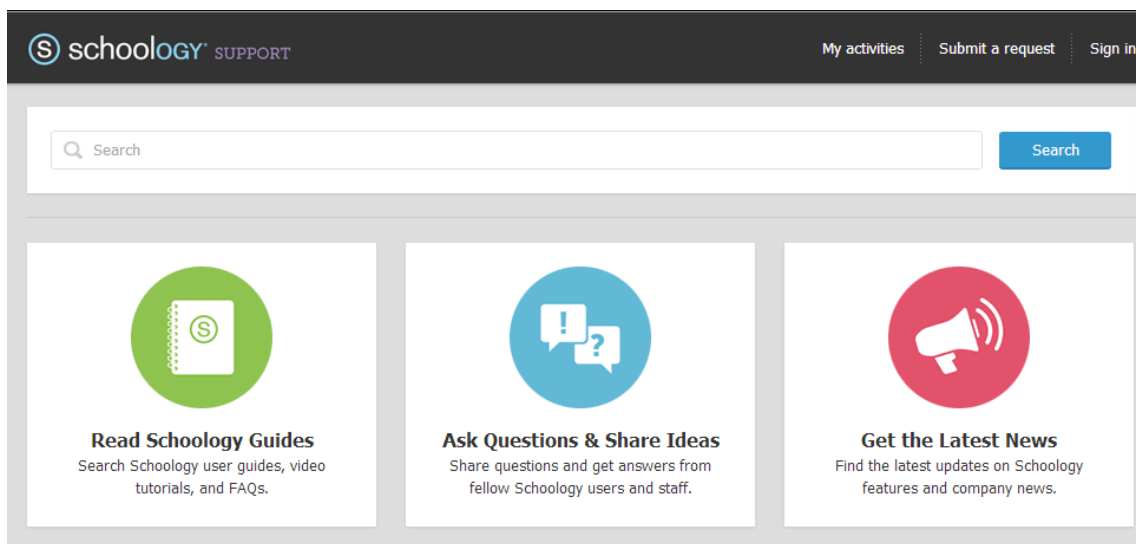 S schoology SUPPORT
My activities
Submit a request
Sign in
Search
Search
S
! ?
Read Schoology Guides
Search Schoology user guides, video
tutorials, and FAQs.
Ask Questions & Share Ideas
Share questions and get answers from
fellow Schoology users and staff.
Get the Latest News
Find the latest updates on Schoology
features and company news.